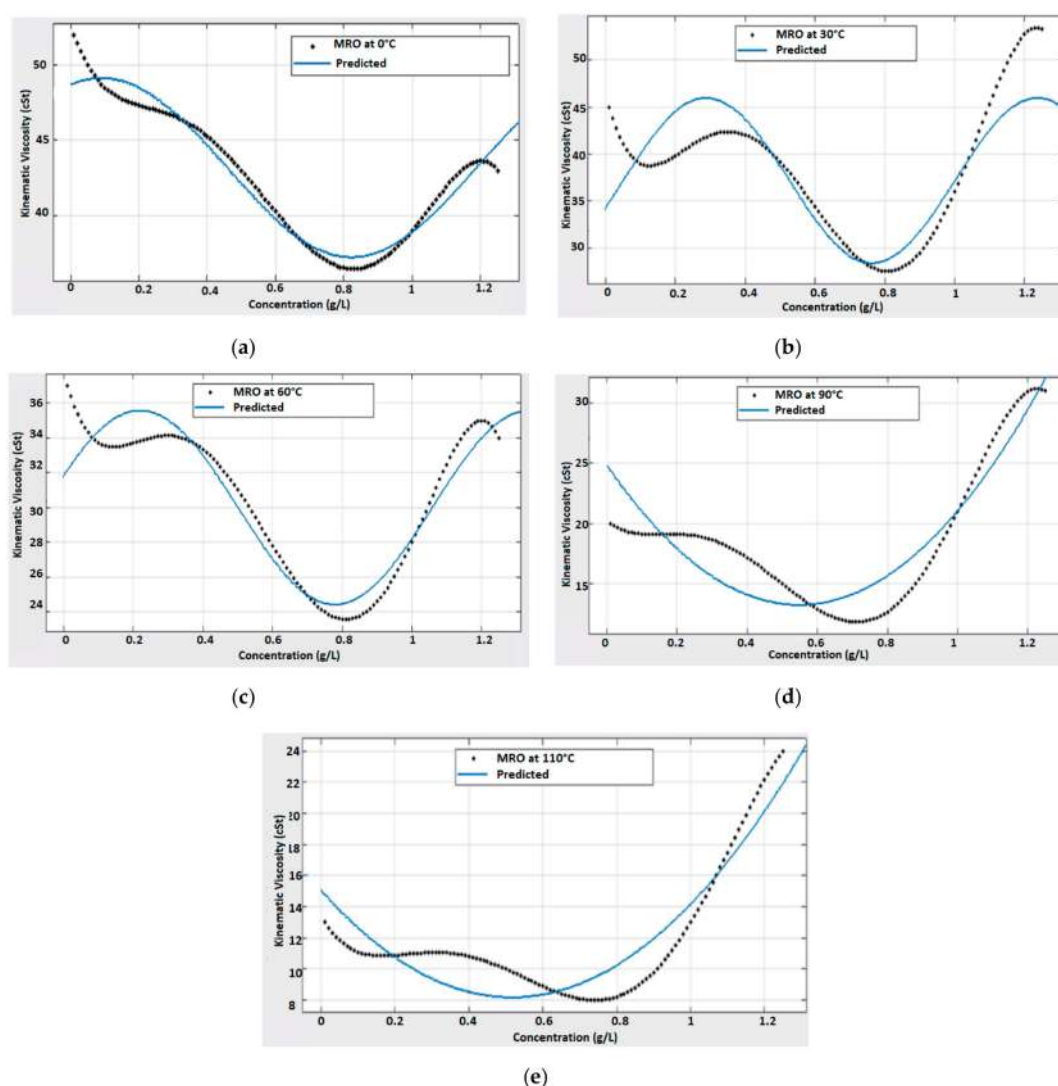 MRO at 0°C
Predicted
50
45
40
Kinematic Viscosity (cSt)
0 0.2 0.4 0.6 0.8 1 1.2
Concentration (g/L)
(a)
MRO at 30°C
Predicted
50
45
40
35
30
Kinematic Viscosity (cSt)
0 0.2 0.4 0.6 0.8 1 1.2
Concentration (g/L)
(b)
MRO at 60°C
Predicted
36
34
32
30
28
26
24
Kinematic Viscosity (cSt)
0 0.2 0.4 0.6 0.8 1 1.2
Concentration (g/L)
(c)
MRO at 90°C
Predicted
30
25
20
15
Kinematic Viscosity (cSt)
0 0.2 0.4 0.6 0.8 1 1.2
Concentration (g/L)
(d)
MRO at 110°C
Predicted
24
22
20
18
16
14
12
10
8
Kinematic Viscosity (cSt)
0 0.2 0.4 0.6 0.8 1 1.2
Concentration (g/L)
(e)